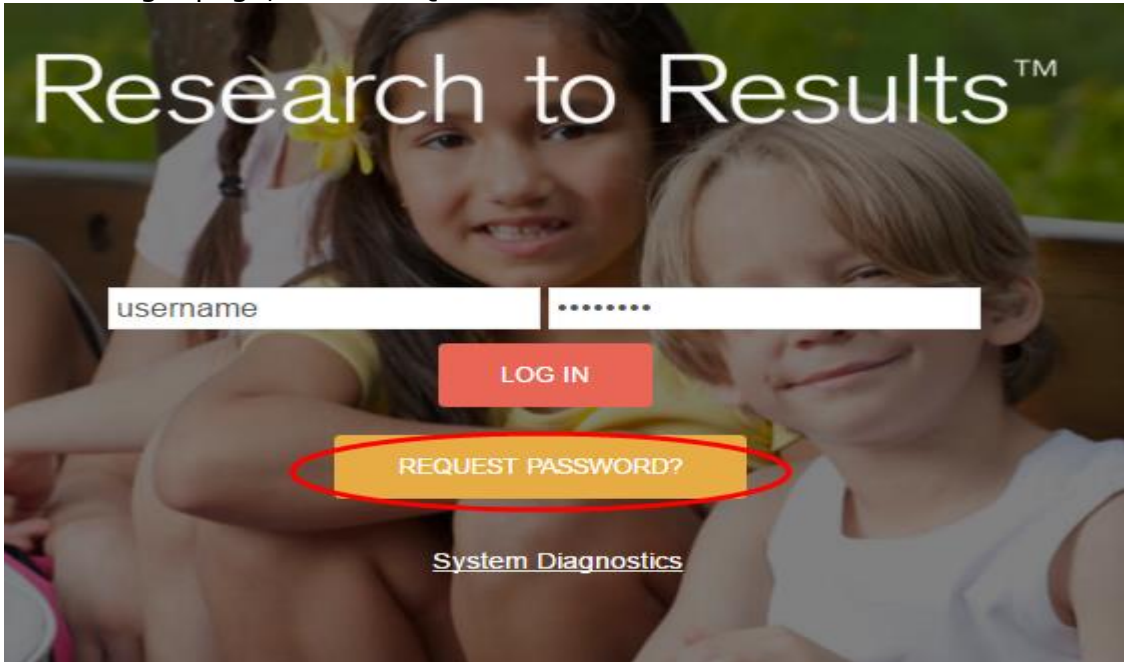 Research to Results™
username ••••••••
LOG IN
REQUEST PASSWORD?
System Diagnostics